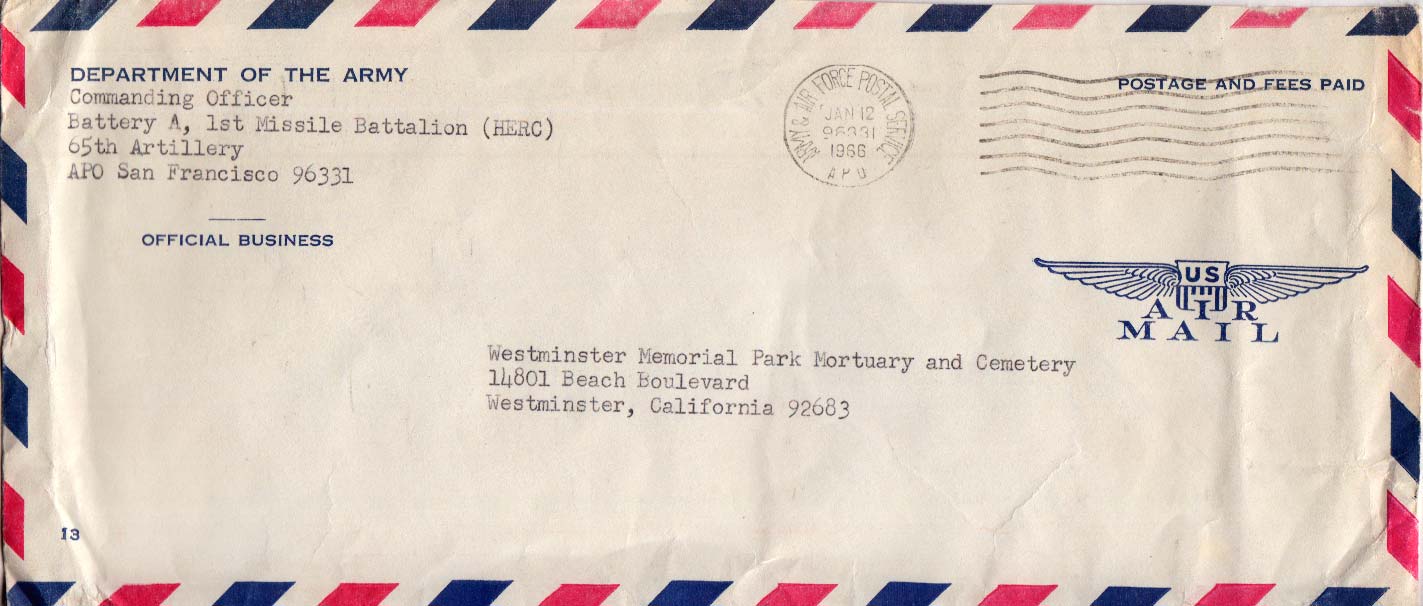 DEPARTMENT OF THE ARMY
Commanding Officer
Battery A, 1st Missile Battalion (HERC)
65th Artillery
APO San Francisco 96331
OFFICIAL BUSINESS
ARMY & AIR FORCE POSTAL SERVICE
JAN 12
96331
1966
APO
POSTAGE AND FEES PAID
US
AIR
MAIL
Westminster Memorial Park Mortuary and Cemetery
14801 Beach Boulevard
Westminster, California 92683
13